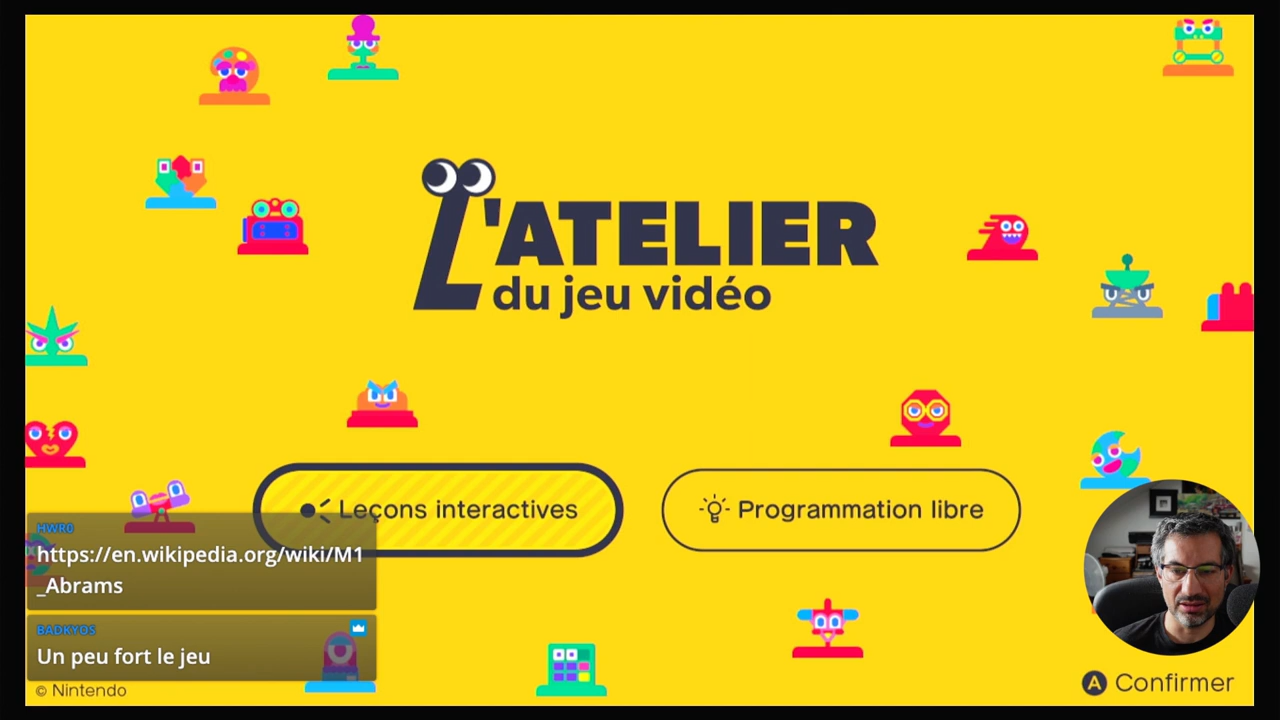 L'ATELIER
du jeu vidéo
Leçons interactives
Programmation libre
HWR0
https://en.wikipedia.org/wiki/M1
_Abrams
BADKYOS
Un peu fort le jeu
© Nintendo
A Confirmer